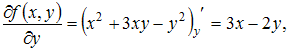 ∂f(x, y)/∂y = (x² + 3xy − y²)′_y = 3x − 2y,